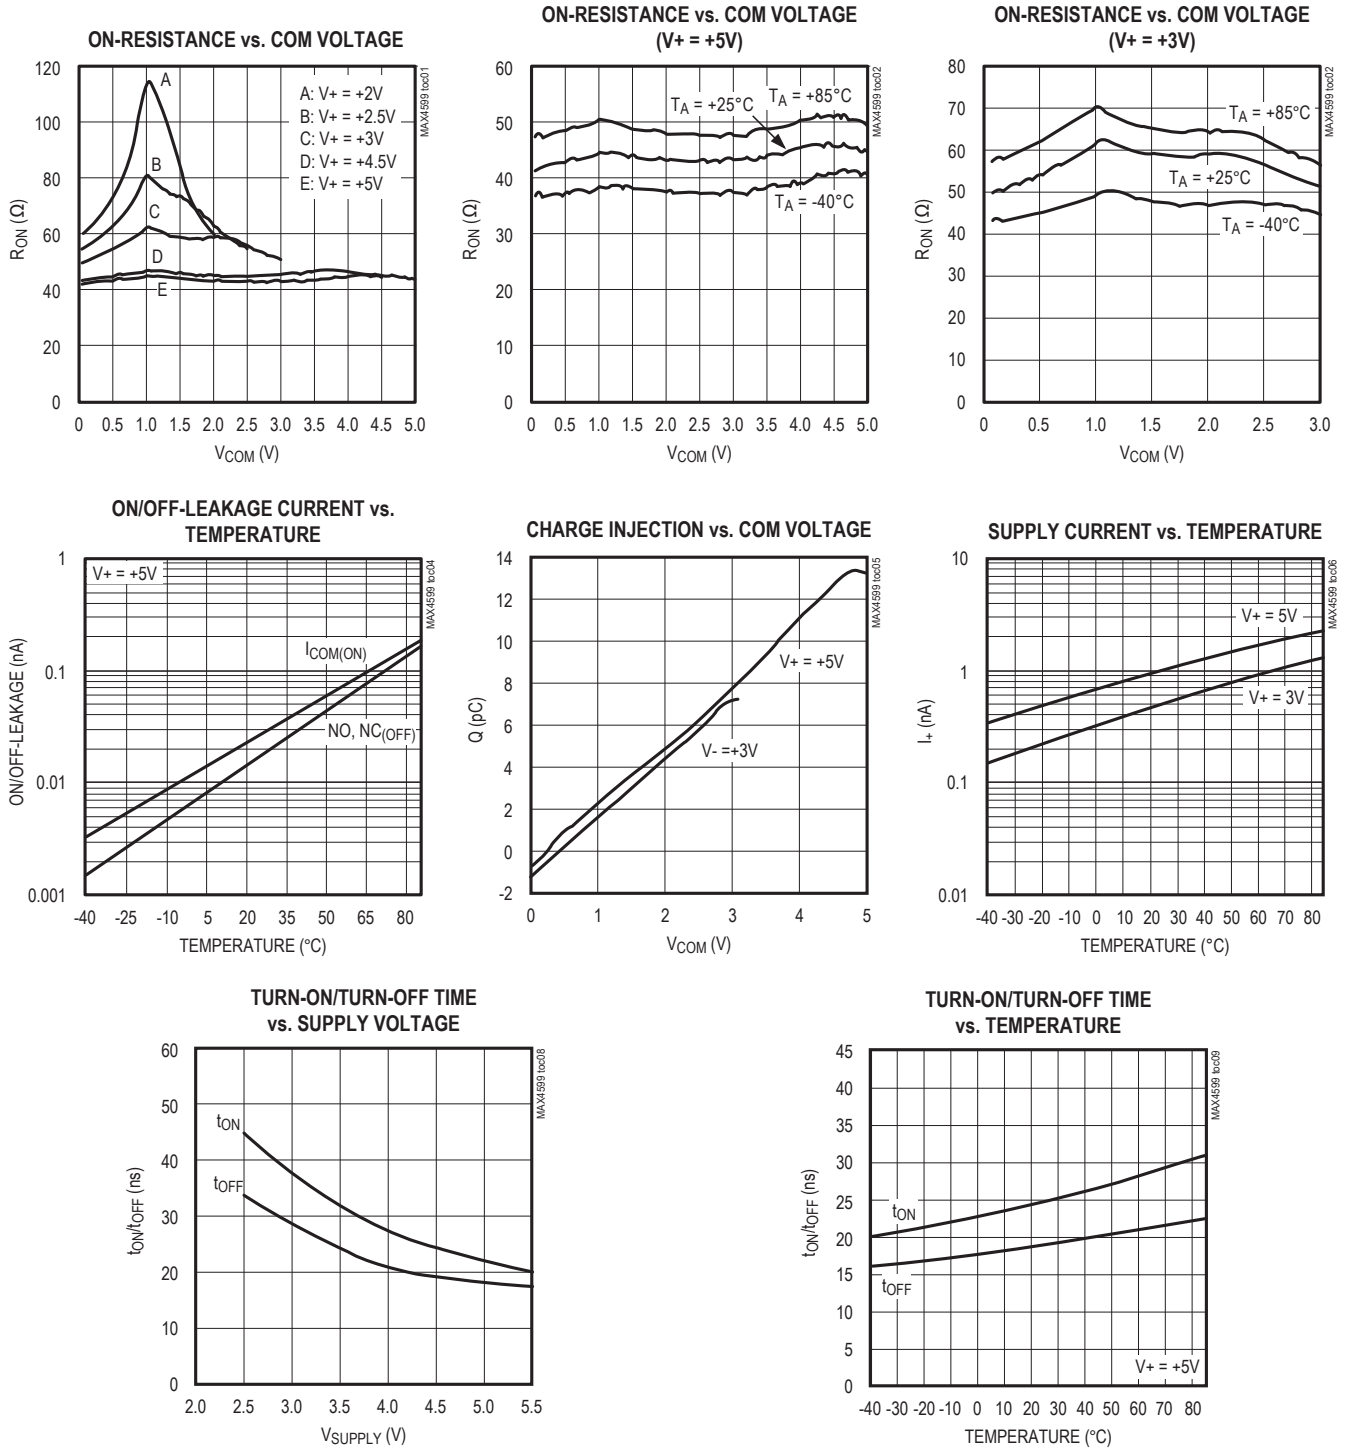 ON-RESISTANCE vs. COM VOLTAGE
120
100
80
60
40
20
0
RON (Ω)
A
B
C
D
E
A: V+ = +2V
B: V+ = +2.5V
C: V+ = +3V
D: V+ = +4.5V
E: V+ = +5V
MAX4599 toc01
0 0.5 1.0 1.5 2.0 2.5 3.0 3.5 4.0 4.5 5.0
VCOM (V)
ON-RESISTANCE vs. COM VOLTAGE
(V+ = +5V)
60
50
40
30
20
10
0
RON (Ω)
TA = +25°C
TA = +85°C
TA = -40°C
MAX4599 toc02
0 0.5 1.0 1.5 2.0 2.5 3.0 3.5 4.0 4.5 5.0
VCOM (V)
ON-RESISTANCE vs. COM VOLTAGE
(V+ = +3V)
80
70
60
50
40
30
20
10
0
RON (Ω)
TA = +85°C
TA = +25°C
TA = -40°C
MAX4599 toc02
0 0.5 1.0 1.5 2.0 2.5 3.0
VCOM (V)
ON/OFF-LEAKAGE CURRENT vs.
TEMPERATURE
1
0.1
0.01
0.001
ON/OFF-LEAKAGE (nA)
V+ = +5V
ICOM(ON)
NO, NC(OFF)
MAX4599 toc04
-40 -25 -10 5 20 35 50 65 80
TEMPERATURE (°C)
CHARGE INJECTION vs. COM VOLTAGE
14
12
10
8
6
4
2
0
-2
Q (pC)
V+ = +5V
V- =+3V
MAX4599 toc05
0 1 2 3 4 5
VCOM (V)
SUPPLY CURRENT vs. TEMPERATURE
10
1
0.1
0.01
I+ (nA)
V+ = 5V
V+ = 3V
MAX4599 toc06
-40 -30 -20 -10 0 10 20 30 40 50 60 70 80
TEMPERATURE (°C)
TURN-ON/TURN-OFF TIME
vs. SUPPLY VOLTAGE
60
50
40
30
20
10
0
tON/tOFF (ns)
tON
tOFF
MAX4599 toc08
2.0 2.5 3.0 3.5 4.0 4.5 5.0 5.5
VSUPPLY (V)
TURN-ON/TURN-OFF TIME
vs. TEMPERATURE
45
40
35
30
25
20
15
10
5
0
tON/tOFF (ns)
tON
tOFF
V+ = +5V
MAX4599 toc09
-40 -30 -20 -10 0 10 20 30 40 50 60 70 80
TEMPERATURE (°C)